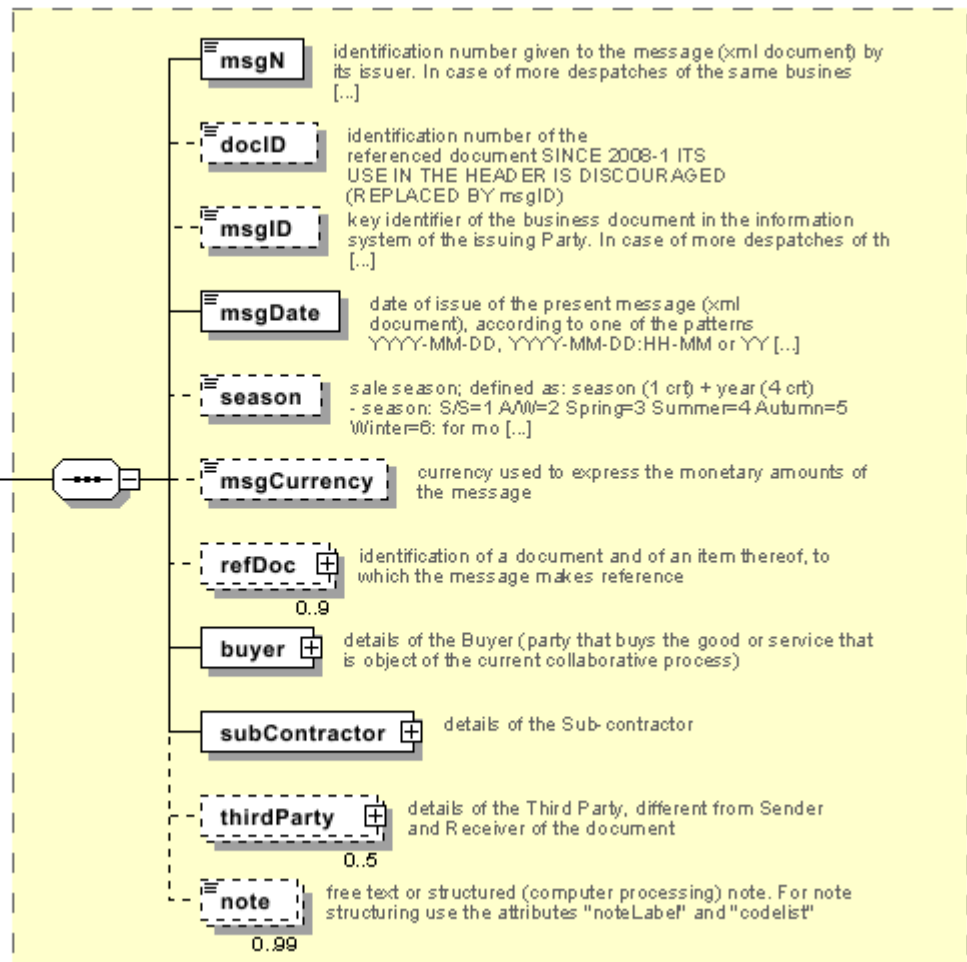 msgN
identification number given to the message (xml document) by
its issuer. In case of more despatches of the same busines
[...]
docID
identification number of the
referenced document SINCE 2008-1 ITS
USE IN THE HEADER IS DISCOURAGED
(REPLACED BY msgID)
msgID
key identifier of the business document in the information
system of the issuing Party. In case of more despatches of th
[...]
msgDate
date of issue of the present message (xml
document), according to one of the patterns
YYYY-MM-DD, YYYY-MM-DD:HH-MM or YY [...]
season
sale season; defined as: season (1 crt) + year (4 crt)
- season: S/S=1 A/W=2 Spring=3 Summer=4 Autumn=5
Winter=6: for mo [...]
msgCurrency
currency used to express the monetary amounts of
the message
refDoc
identification of a document and of an item thereof, to
which the message makes reference
0..9
buyer
details of the Buyer (party that buys the good or service that
is object of the current collaborative process)
subContractor
details of the Sub-contractor
thirdParty
details of the Third Party, different from Sender
and Receiver of the document
0..5
note
free text or structured (computer processing) note. For note
structuring use the attributes "noteLabel" and "codelist"
0..99